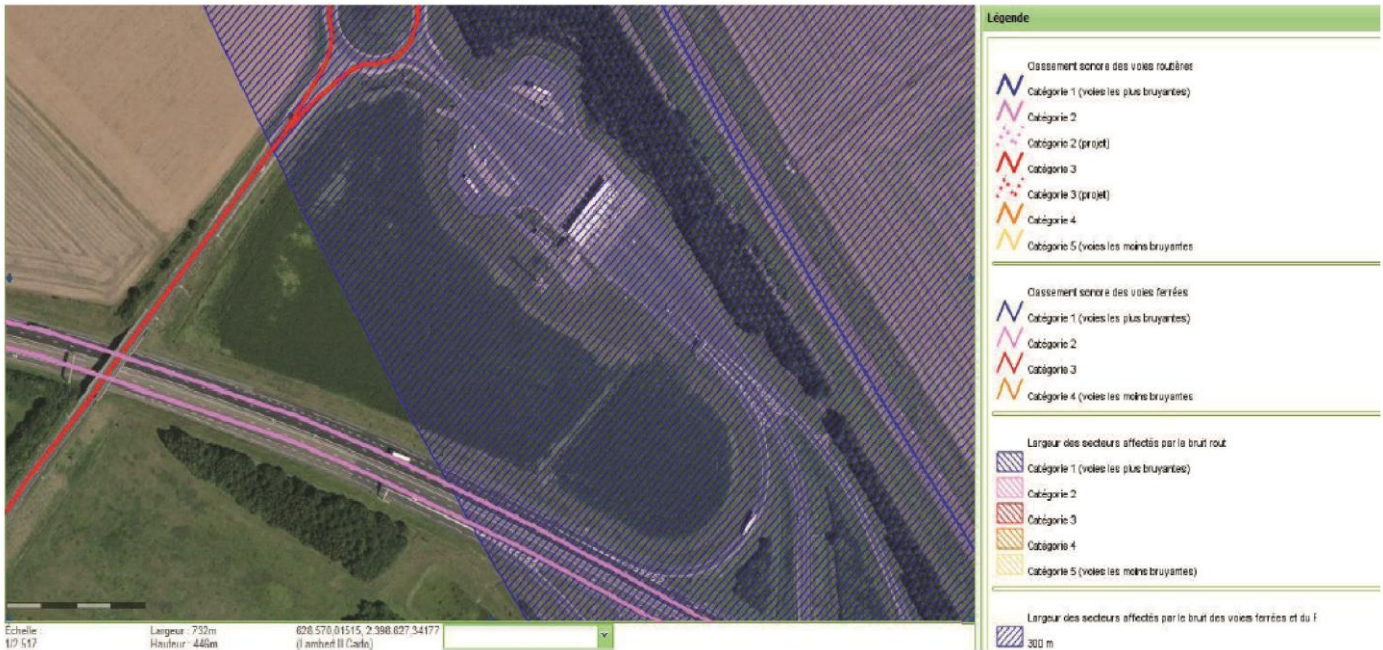 Légende
Classement sonore des voies routières
Catégorie 1 (voies les plus bruyantes)
Catégorie 2
Catégorie 2 (projet)
Catégorie 3
Catégorie 3 (projet)
Catégorie 4
Catégorie 5 (voies les moins bruyantes
Classement sonore des voies ferrées
Catégorie 1 (voies les plus bruyantes)
Catégorie 2
Catégorie 3
Catégorie 4 (voies les moins bruyantes
Largeur des secteurs affectés par le bruit rout
Catégorie 1 (voies les plus bruyantes)
Catégorie 2
Catégorie 3
Catégorie 4
Catégorie 5 (voies les moins bruyantes)
Largeur des secteurs affectés par le bruit des voies ferrées et du F
300 m
Échelle :
1/2 517
Largeur : 732m
Hauteur : 446m
628.570,01515, 2.398.627,34177
(Lambert II Carto)